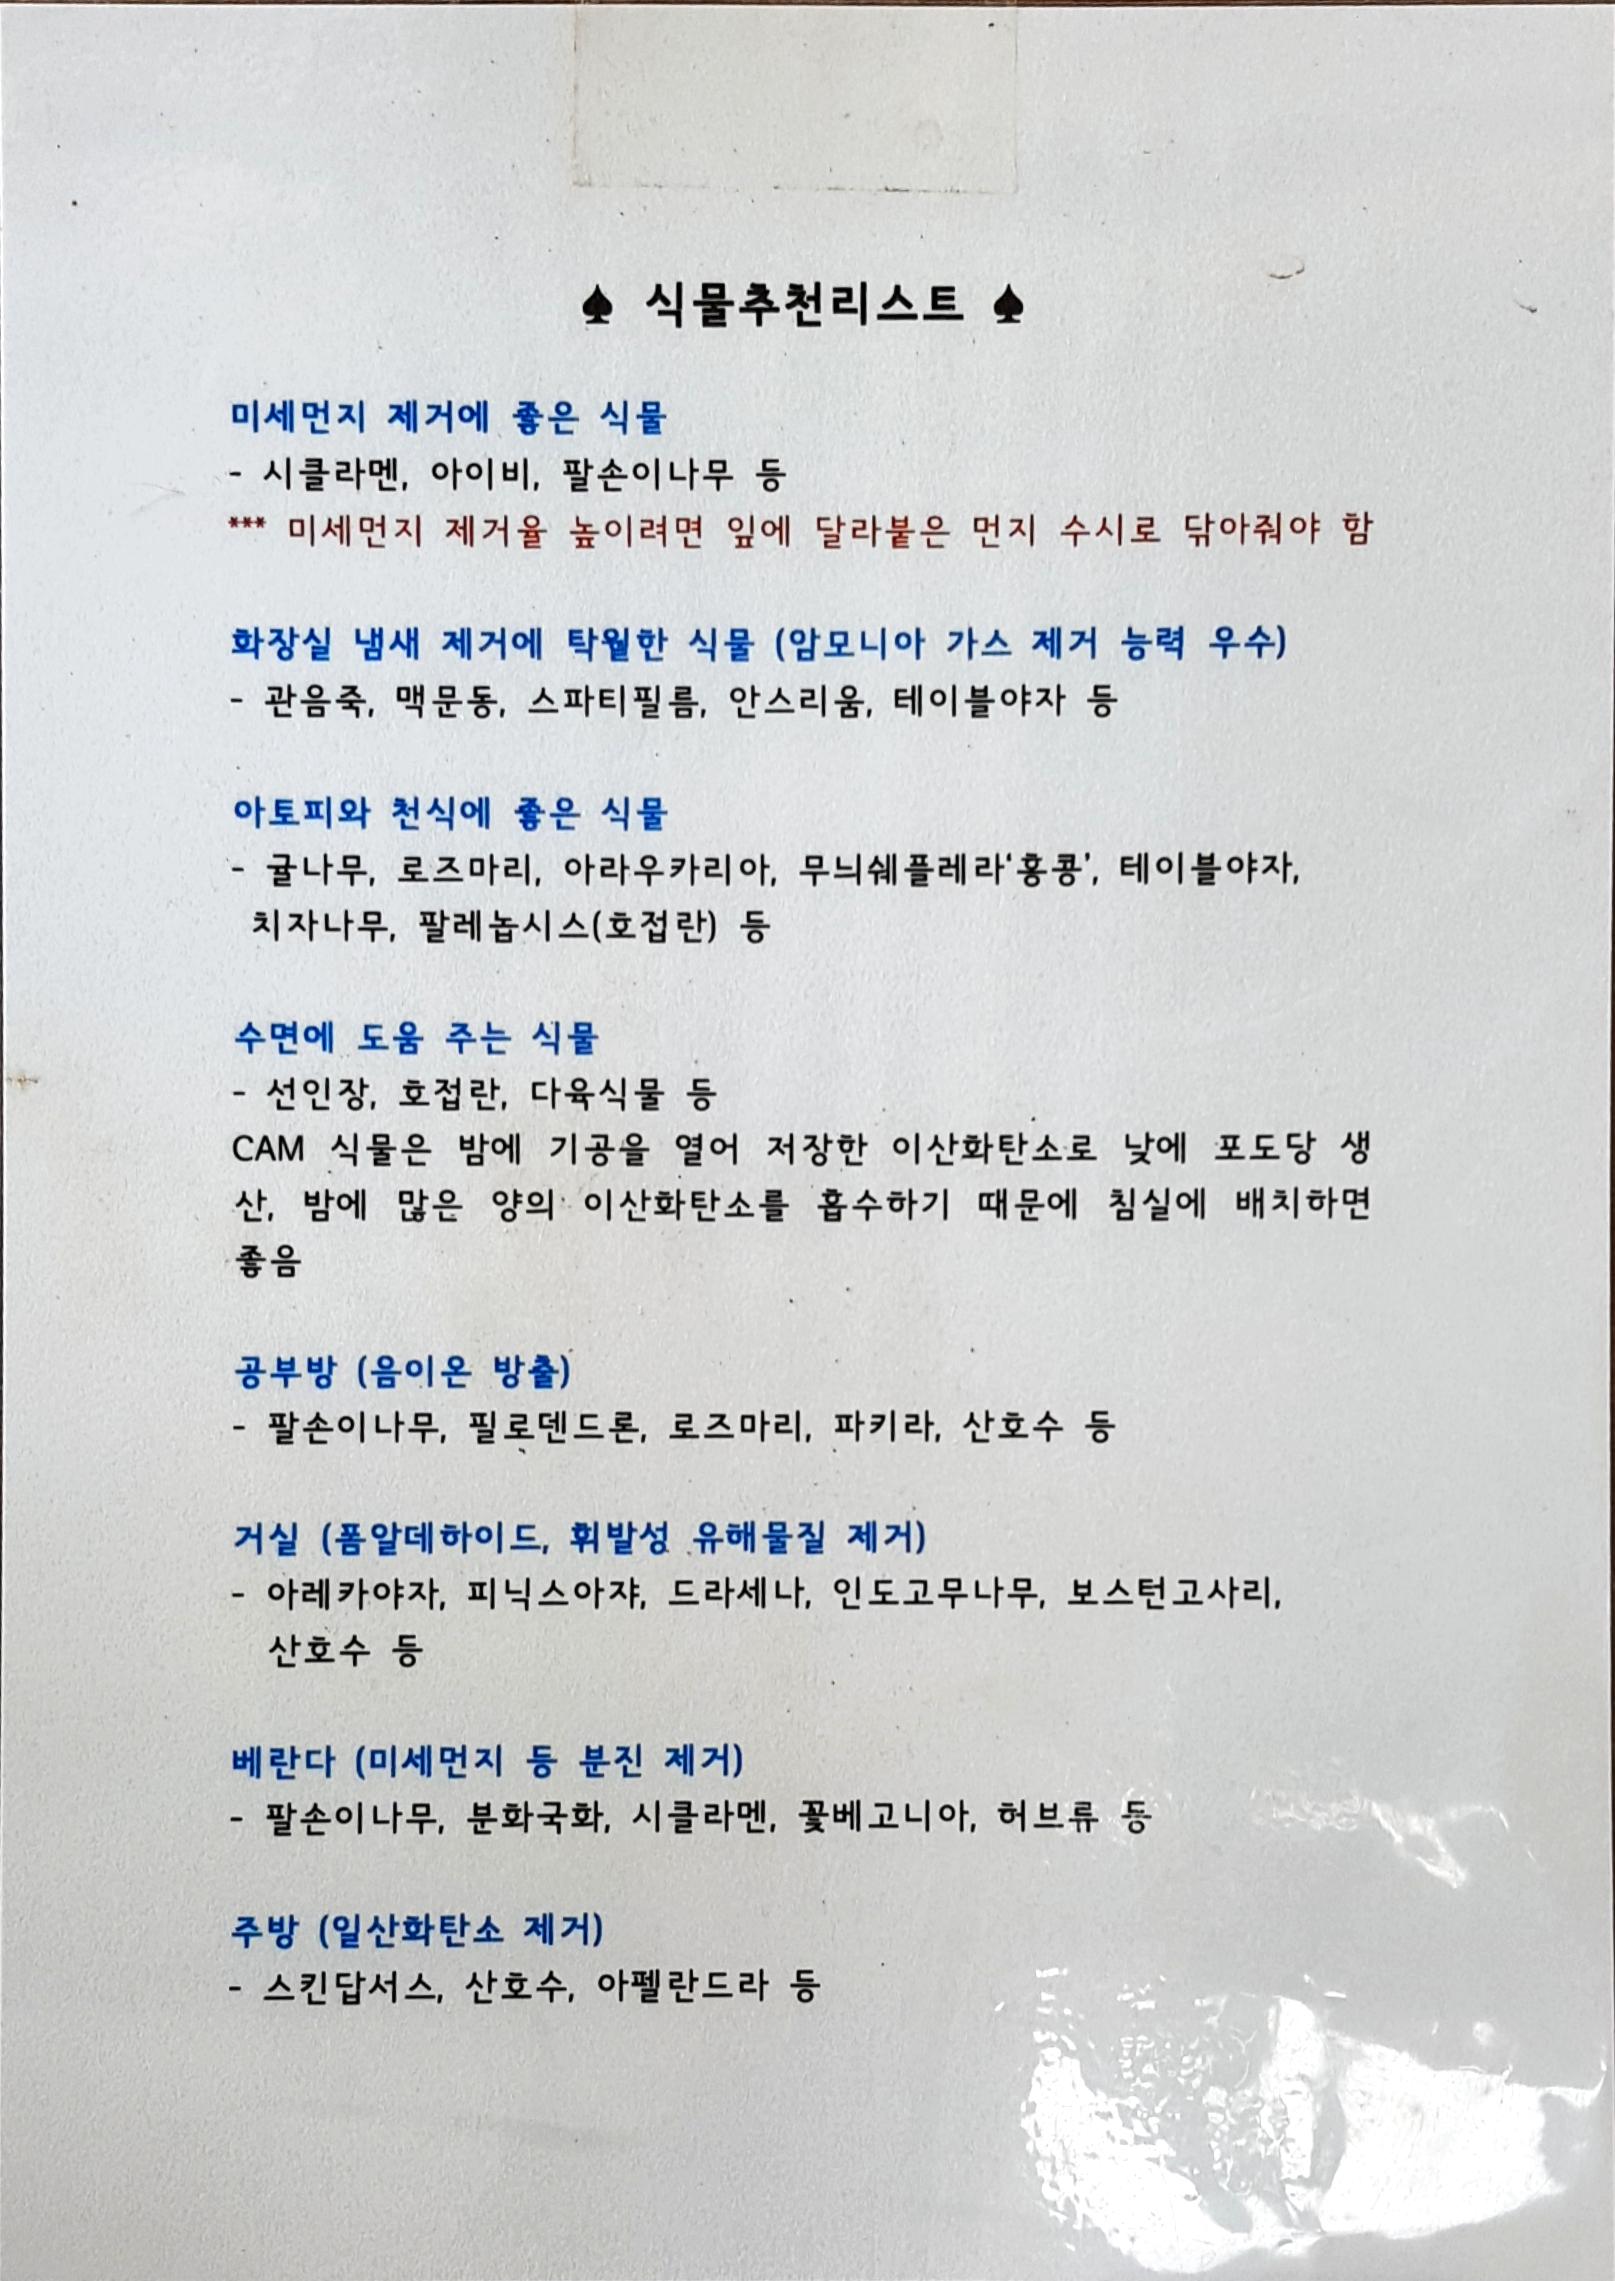 ♠ 식물추천리스트 ♠
미세먼지 제거에 좋은 식물
- 시클라멘, 아이비, 팔손이나무 등
*** 미세먼지 제거율 높이려면 잎에 달라붙은 먼지 수시로 닦아줘야 함
화장실 냄새 제거에 탁월한 식물 (암모니아 가스 제거 능력 우수)
- 관음죽, 맥문동, 스파티필름, 안스리움, 테이블야자 등
아토피와 천식에 좋은 식물
- 귤나무, 로즈마리, 아라우카리아, 무늬쉐플레라‘홍콩’, 테이블야자,
치자나무, 팔레놉시스(호접란) 등
수면에 도움 주는 식물
- 선인장, 호접란, 다육식물 등
CAM 식물은 밤에 기공을 열어 저장한 이산화탄소로 낮에 포도당 생
산, 밤에 많은 양의 이산화탄소를 흡수하기 때문에 침실에 배치하면
좋음
공부방 (음이온 방출)
- 팔손이나무, 필로덴드론, 로즈마리, 파키라, 산호수 등
거실 (폼알데하이드, 휘발성 유해물질 제거)
- 아레카야자, 피닉스아쟈, 드라세나, 인도고무나무, 보스턴고사리,
산호수 등
베란다 (미세먼지 등 분진 제거)
- 팔손이나무, 분화국화, 시클라멘, 꽃베고니아, 허브류 등
주방 (일산화탄소 제거)
- 스킨답서스, 산호수, 아펠란드라 등